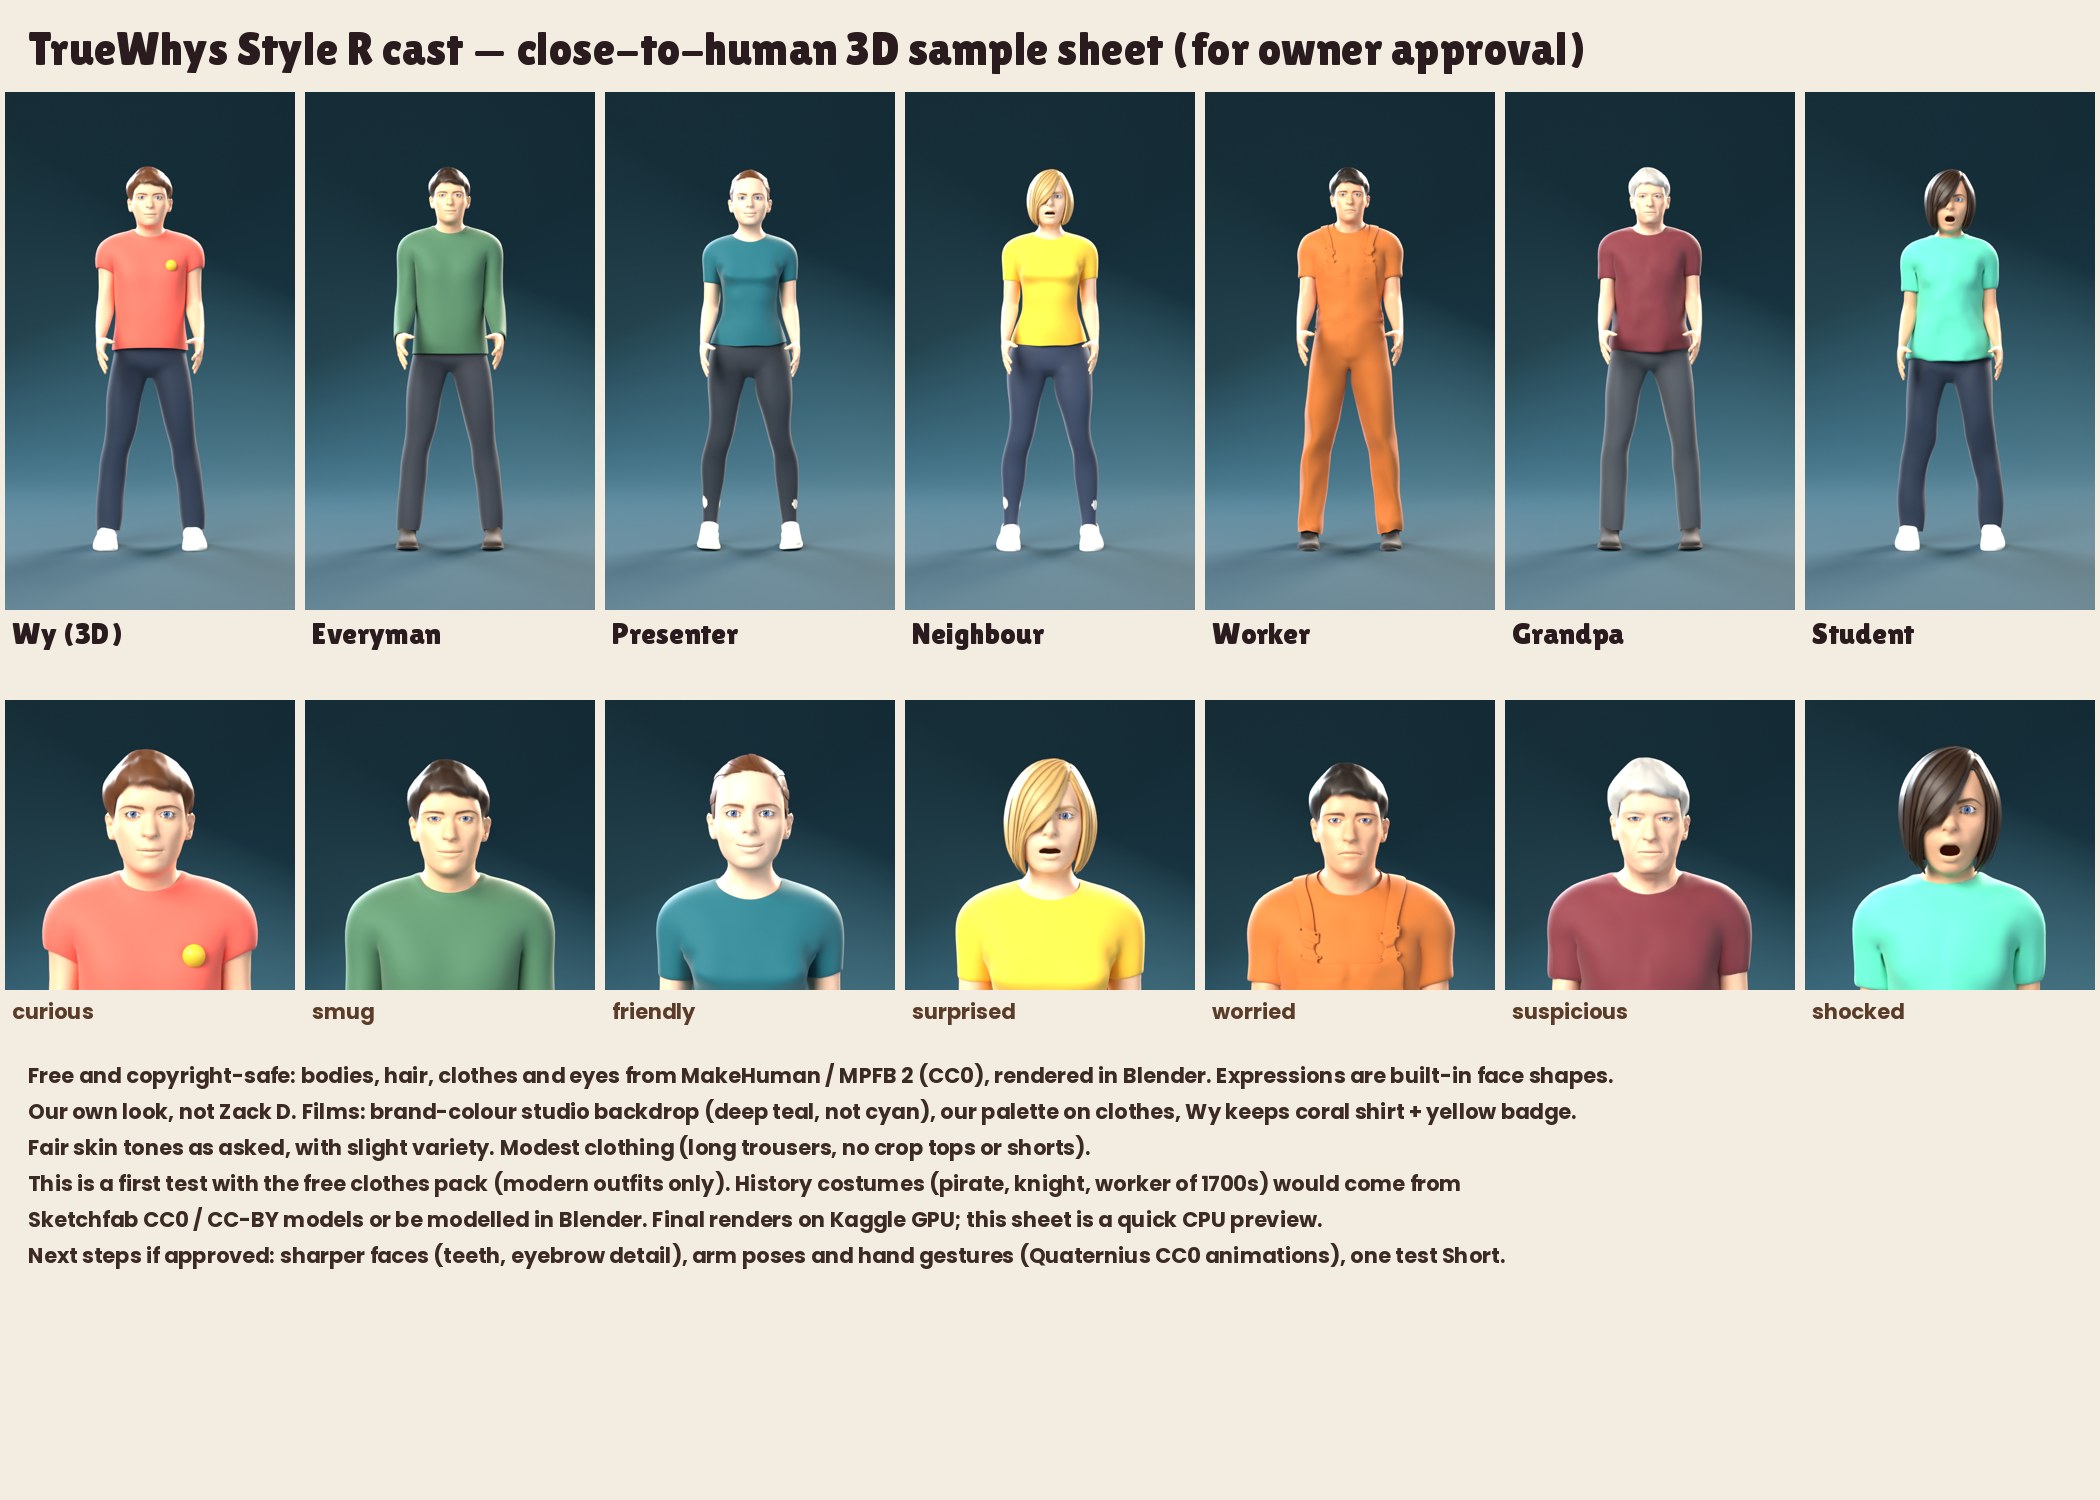 TrueWhys Style R cast — close-to-human 3D sample sheet (for owner approval)
Wy (3D)
Everyman
Presenter
Neighbour
Worker
Grandpa
Student
curious
smug
friendly
surprised
worried
suspicious
shocked
Free and copyright-safe: bodies, hair, clothes and eyes from MakeHuman / MPFB 2 (CC0), rendered in Blender. Expressions are built-in face shapes.
Our own look, not Zack D. Films: brand-colour studio backdrop (deep teal, not cyan), our palette on clothes, Wy keeps coral shirt + yellow badge.
Fair skin tones as asked, with slight variety. Modest clothing (long trousers, no crop tops or shorts).
This is a first test with the free clothes pack (modern outfits only). History costumes (pirate, knight, worker of 1700s) would come from
Sketchfab CC0 / CC-BY models or be modelled in Blender. Final renders on Kaggle GPU; this sheet is a quick CPU preview.
Next steps if approved: sharper faces (teeth, eyebrow detail), arm poses and hand gestures (Quaternius CC0 animations), one test Short.